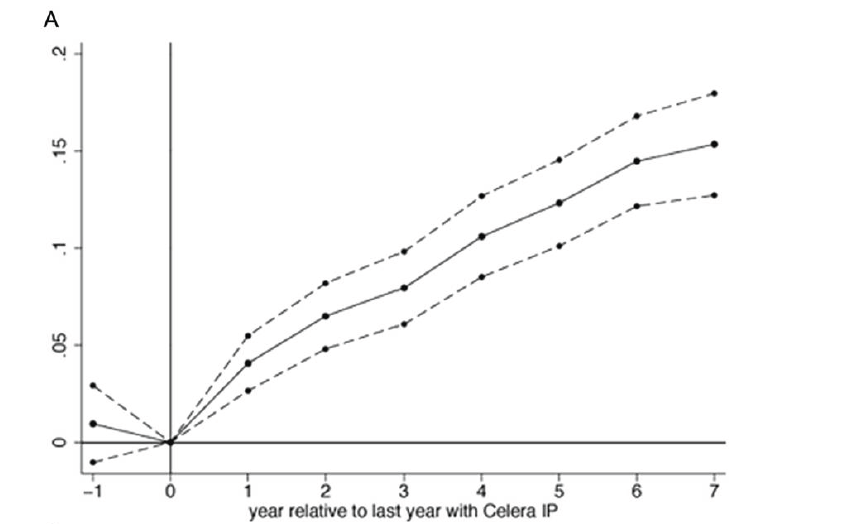 A
.2
.15
.1
.05
0
−1 0 1 2 3 4 5 6 7
year relative to last year with Celera IP